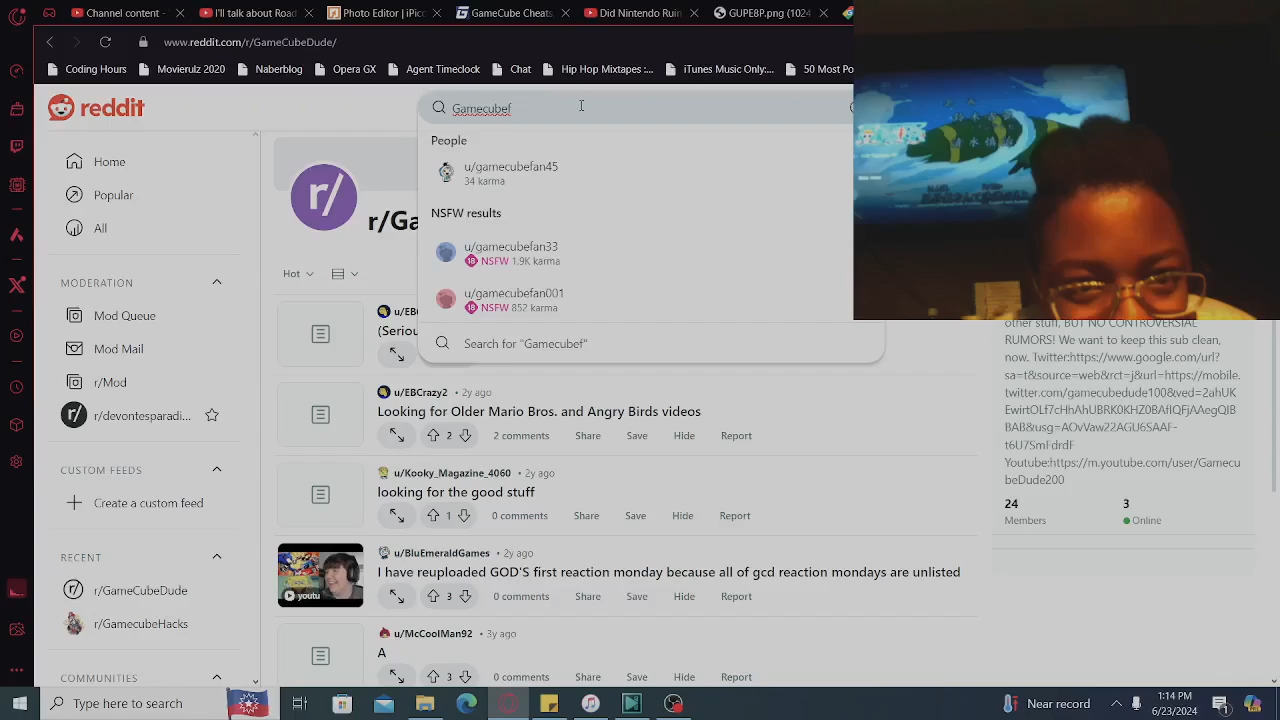 Channel content -
I'll about Road
Photo Editor | iPicc
GameCube Cheats,
Did Nintendo Ruin
GUPE8P.png (1024
www.reddit.com/r/GameCubeDude/
Coding Hours
Movierulz 2020
Naberblog
Opera GX
Agent Timeclock
Chat
Hip Hop Mixtapes :...
iTunes Music Only:...
50 Most Po
reddit
Gamecubef
People
u/gamecubefan45
34 karma
NSFW results
u/gamecubefan33
18 NSFW 1.9K karma
u/gamecubefan001
18 NSFW 852 karma
Search for "Gamecubef"
Home
Popular
All
MODERATION
Mod Queue
Mod Mail
r/Mod
r/devontesparadi...
CUSTOM FEEDS
Create a custom feed
RECENT
r/GameCubeDude
r/GamecubeHacks
COMMUNITIES
r/
r/Ga
Hot
(Seriou
u/EBCrazy2 • 2y ago
Looking for Older Mario Bros. and Angry Birds videos
2
2 comments
Share
Save
Hide
Report
u/Kooky_Magazine_4060 • 2y ago
looking for the good stuff
1
0 comments
Share
Save
Hide
Report
u/BluEmeraldGames • 2y ago
I have reuploaded GOD'S first reaction monday because all of gcd reaction mondays are unlisted
youtu
3
0 comments
Share
Save
Hide
Report
u/McCoolMan92 • 3y ago
A
3
0 comments
Share
Save
Hide
Report
other stuff, BUT NO CONTROVERSIAL
RUMORS! We want to keep this sub clean,
now. Twitter:https://www.google.com/url?
sa=t&source=web&rct=j&url=https://mobile.
twitter.com/gamecubedude100&ved=2ahUK
EwirtOLf7cHhAhUBRK0KHZ0BAfIQFjAAegQIB
BAB&usg=AOvVaw22AGU6SAAF-
t6U7SmFdrdF
Youtube:https://m.youtube.com/user/Gamecu
beDude200
24
Members
3
Online
Type here to search
Near record
1:14 PM
6/23/2024